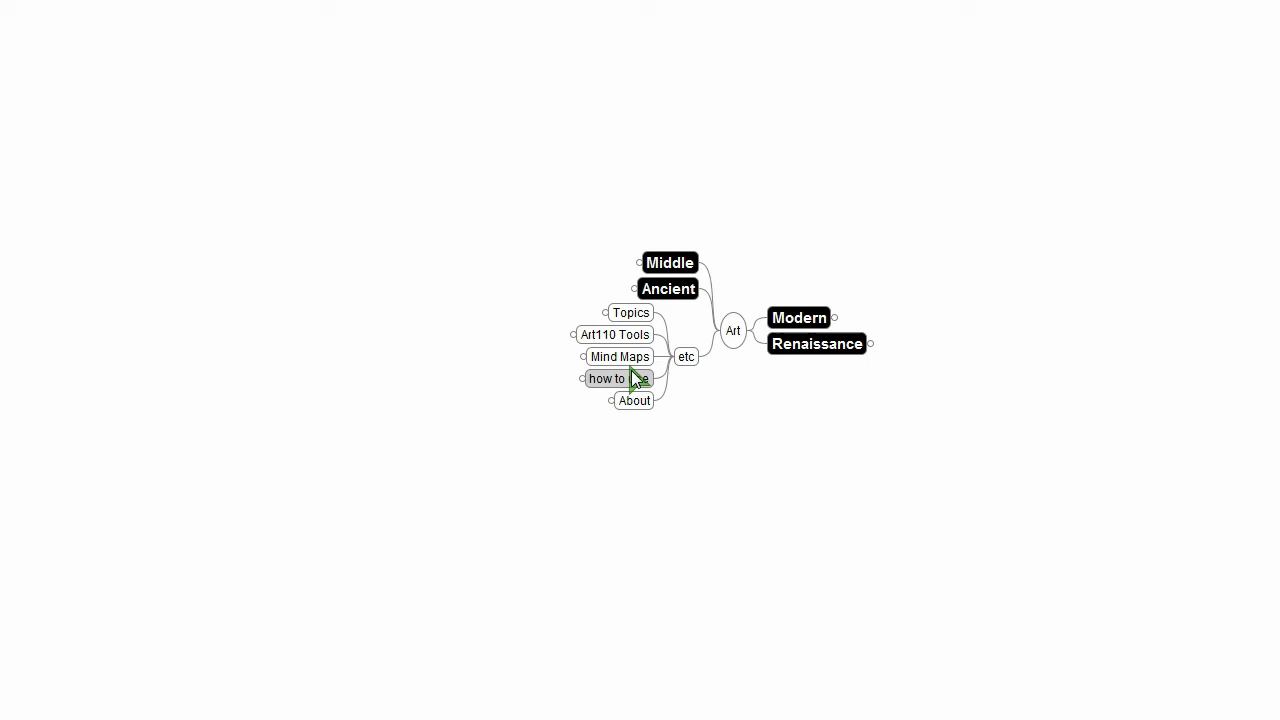 Middle
Ancient
Topics
Art110 Tools
Mind Maps
how to
About
etc
Art
Modern
Renaissance